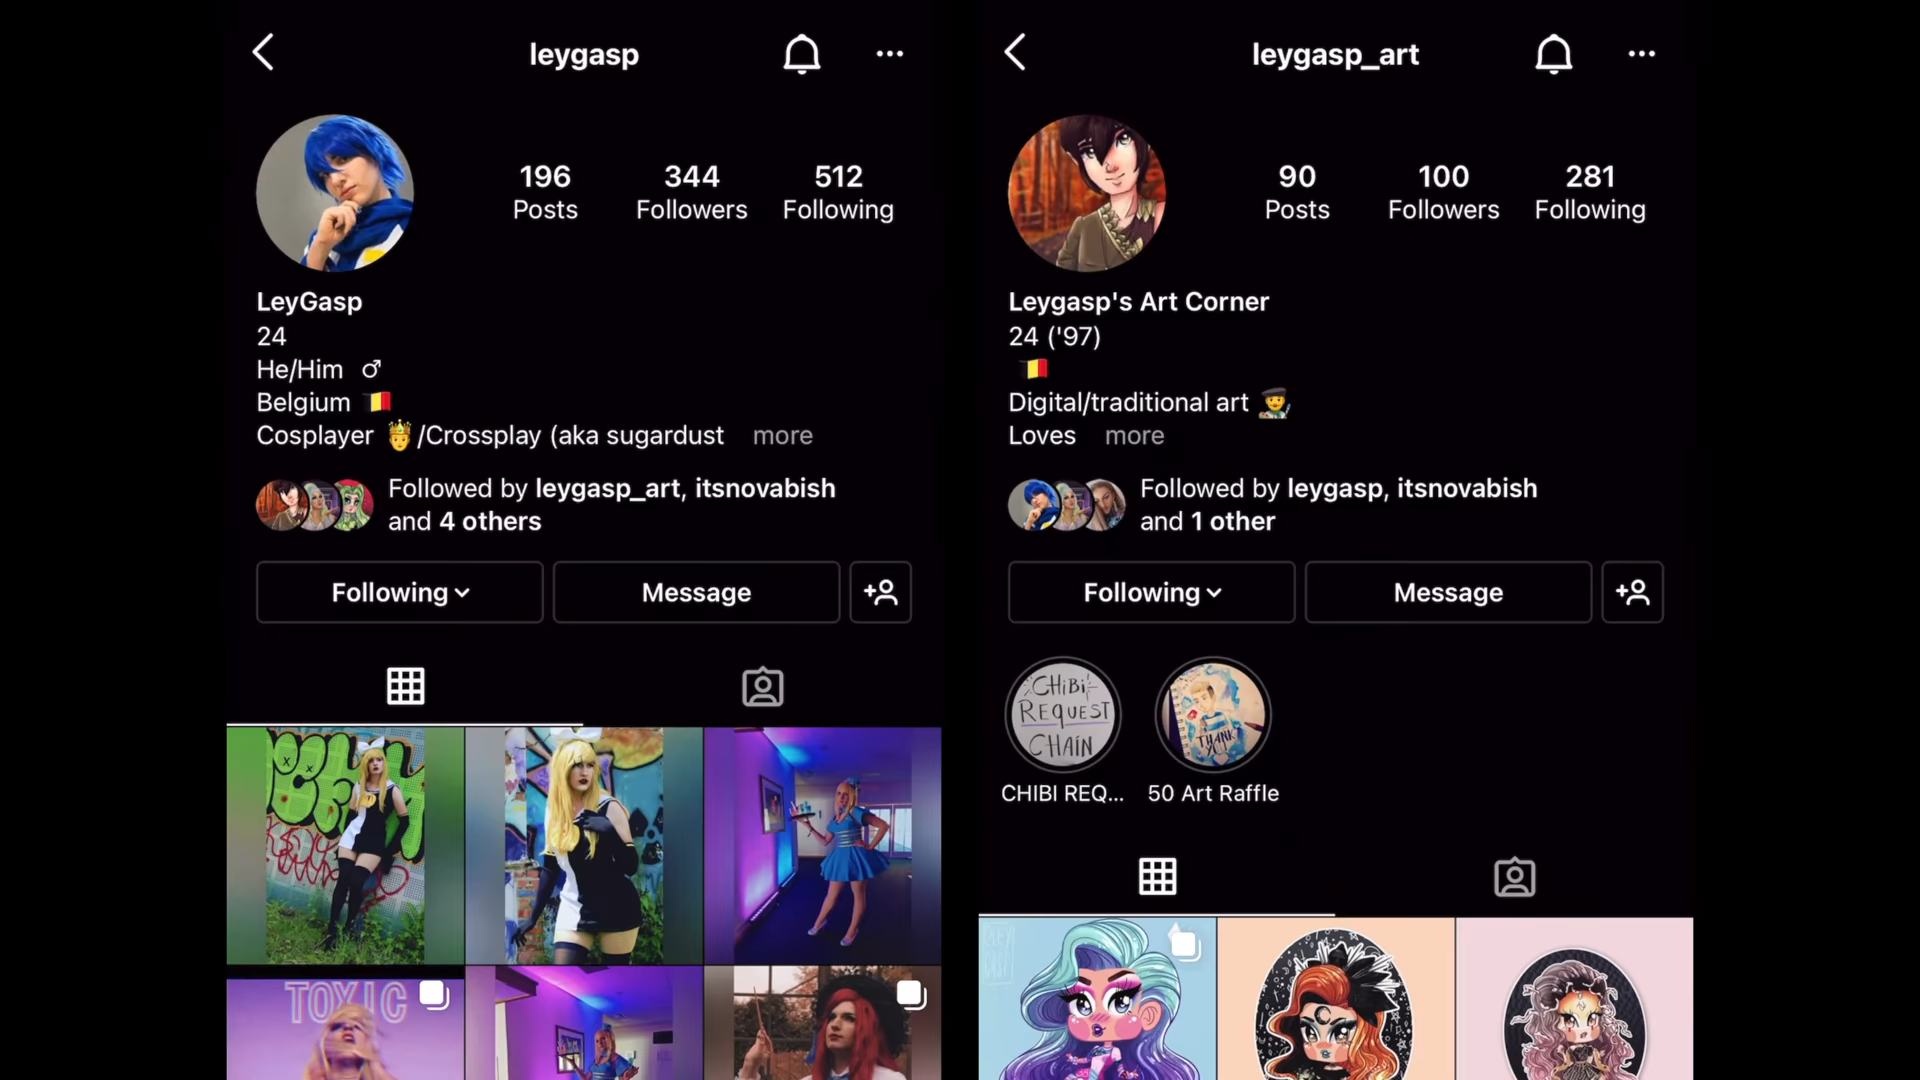 leygasp
196
344
512
Posts
Followers
Following
LeyGasp
24
He/Him ♂
Belgium 🇧🇪
Cosplayer 🤴/Crossplay (aka sugardust more
Followed by leygasp_art, itsnovabish
and 4 others
Following
Message
TOXIC
leygasp_art
90
100
281
Posts
Followers
Following
Leygasp's Art Corner
24 ('97)
🇧🇪
Digital/traditional art 🧑‍🎨
Loves more
Followed by leygasp, itsnovabish
and 1 other
Following
Message
CHiBi
REQUEST
CHAiN
THANK
CHIBI REQ...
50 Art Raffle